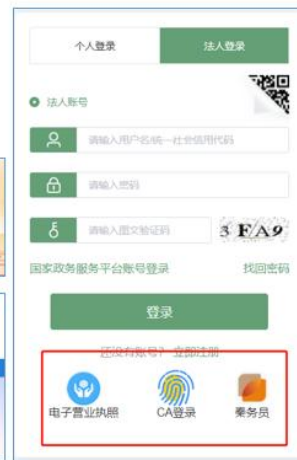 个人登录 法人登录
法人账号
请输入用户名/统一社会信用代码
请输入密码
请输入图文验证码 3 FA9
国家政务服务平台账号登录 找回密码
登录
还没有账号? 立即注册
电子营业执照 CA登录 秦务员